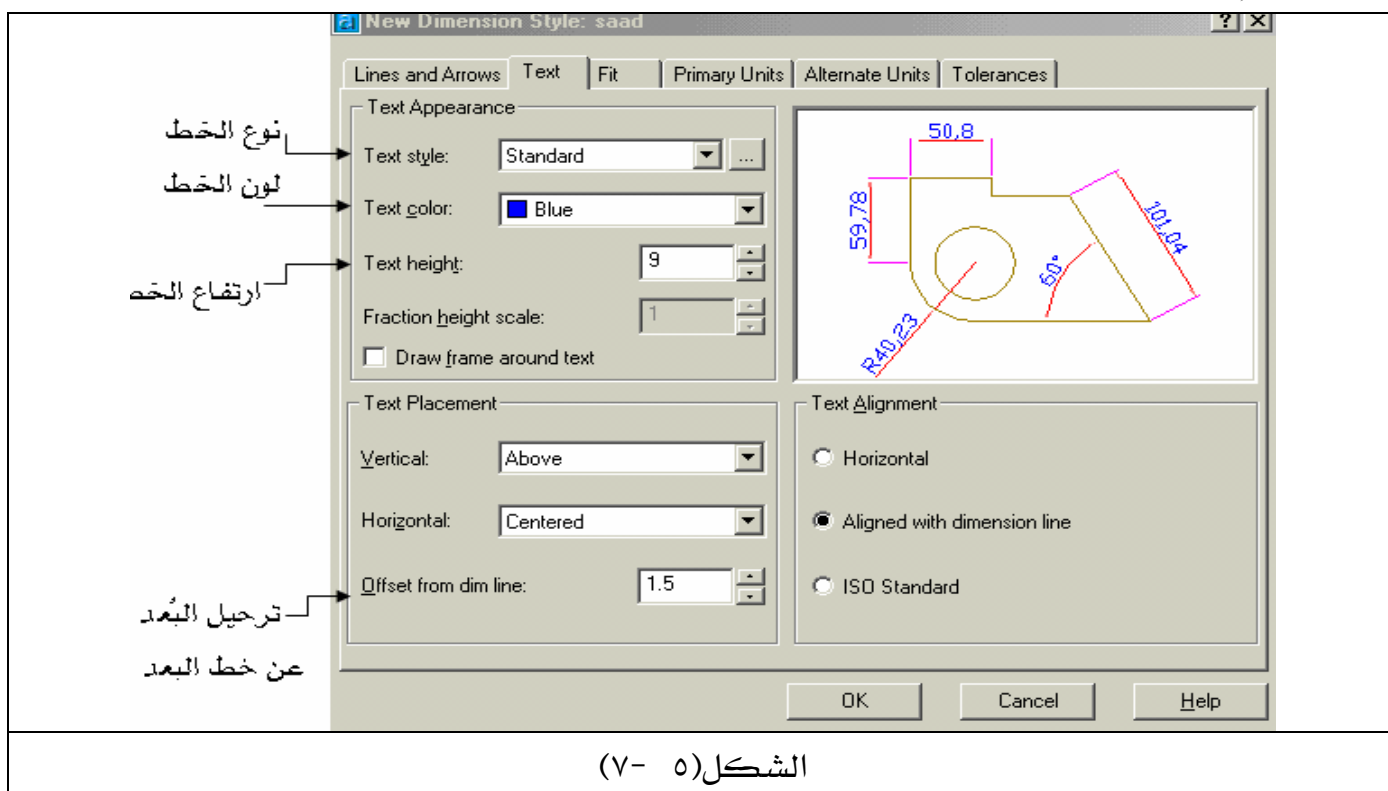 New Dimension Style: saad
Lines and Arrows Text Fit Primary Units Alternate Units Tolerances
Text Appearance
نوع الخط
Text style: Standard ...
لون الخط
Text color: Blue
ارتفاع الخط
Text height: 9
Fraction height scale: 1
Draw frame around text
50,8
59,78
101,04
60°
R40,23
Text Placement
Vertical: Above
Horizontal: Centered
Offset from dim line: 1.5
ترحيل البُعد
عن خط البعد
Text Alignment
Horizontal
Aligned with dimension line
ISO Standard
OK Cancel Help
الشكل(٥ -٧)